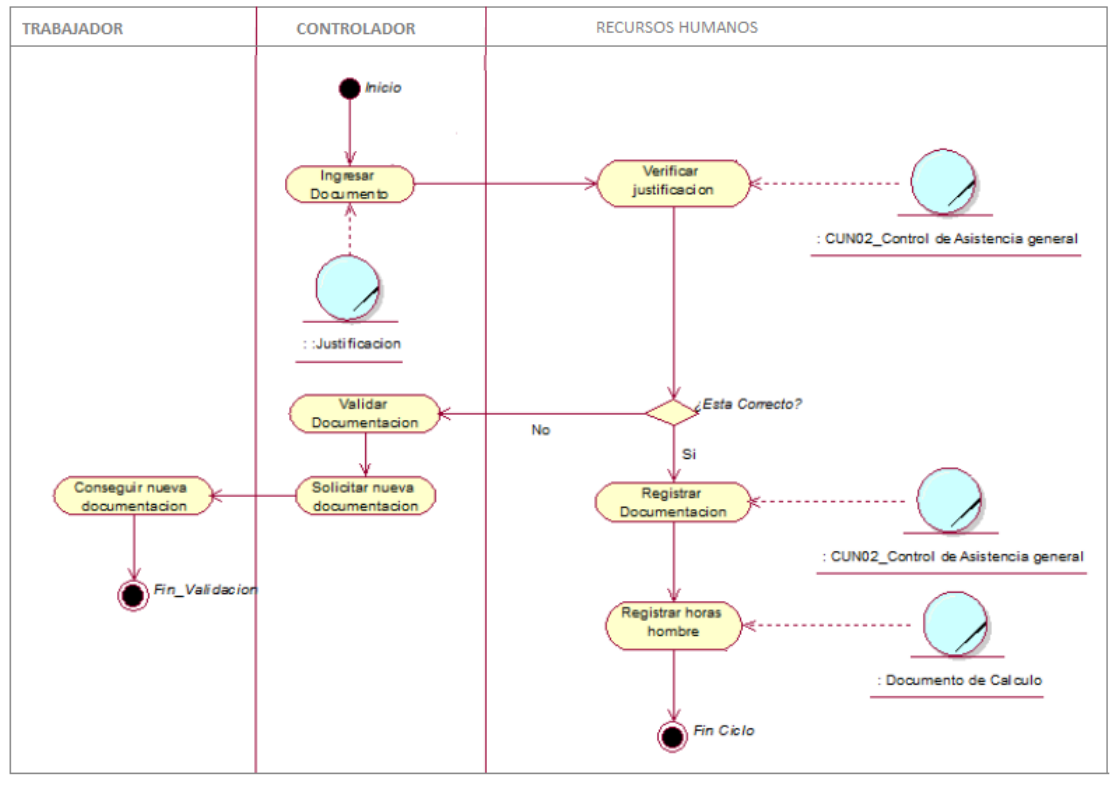 TRABAJADOR
CONTROLADOR
RECURSOS HUMANOS
Inicio
Ingresar
Documento
Verificar
justificacion
: CUN02_Control de Asistencia general
: :Justificacion
¿Esta Correcto?
No
Si
Validar
Documentacion
Solicitar nueva
documentacion
Conseguir nueva
documentacion
Fin_Validacion
Registrar
Documentacion
: CUN02_Control de Asistencia general
Registrar horas
hombre
: Documento de Calculo
Fin Ciclo